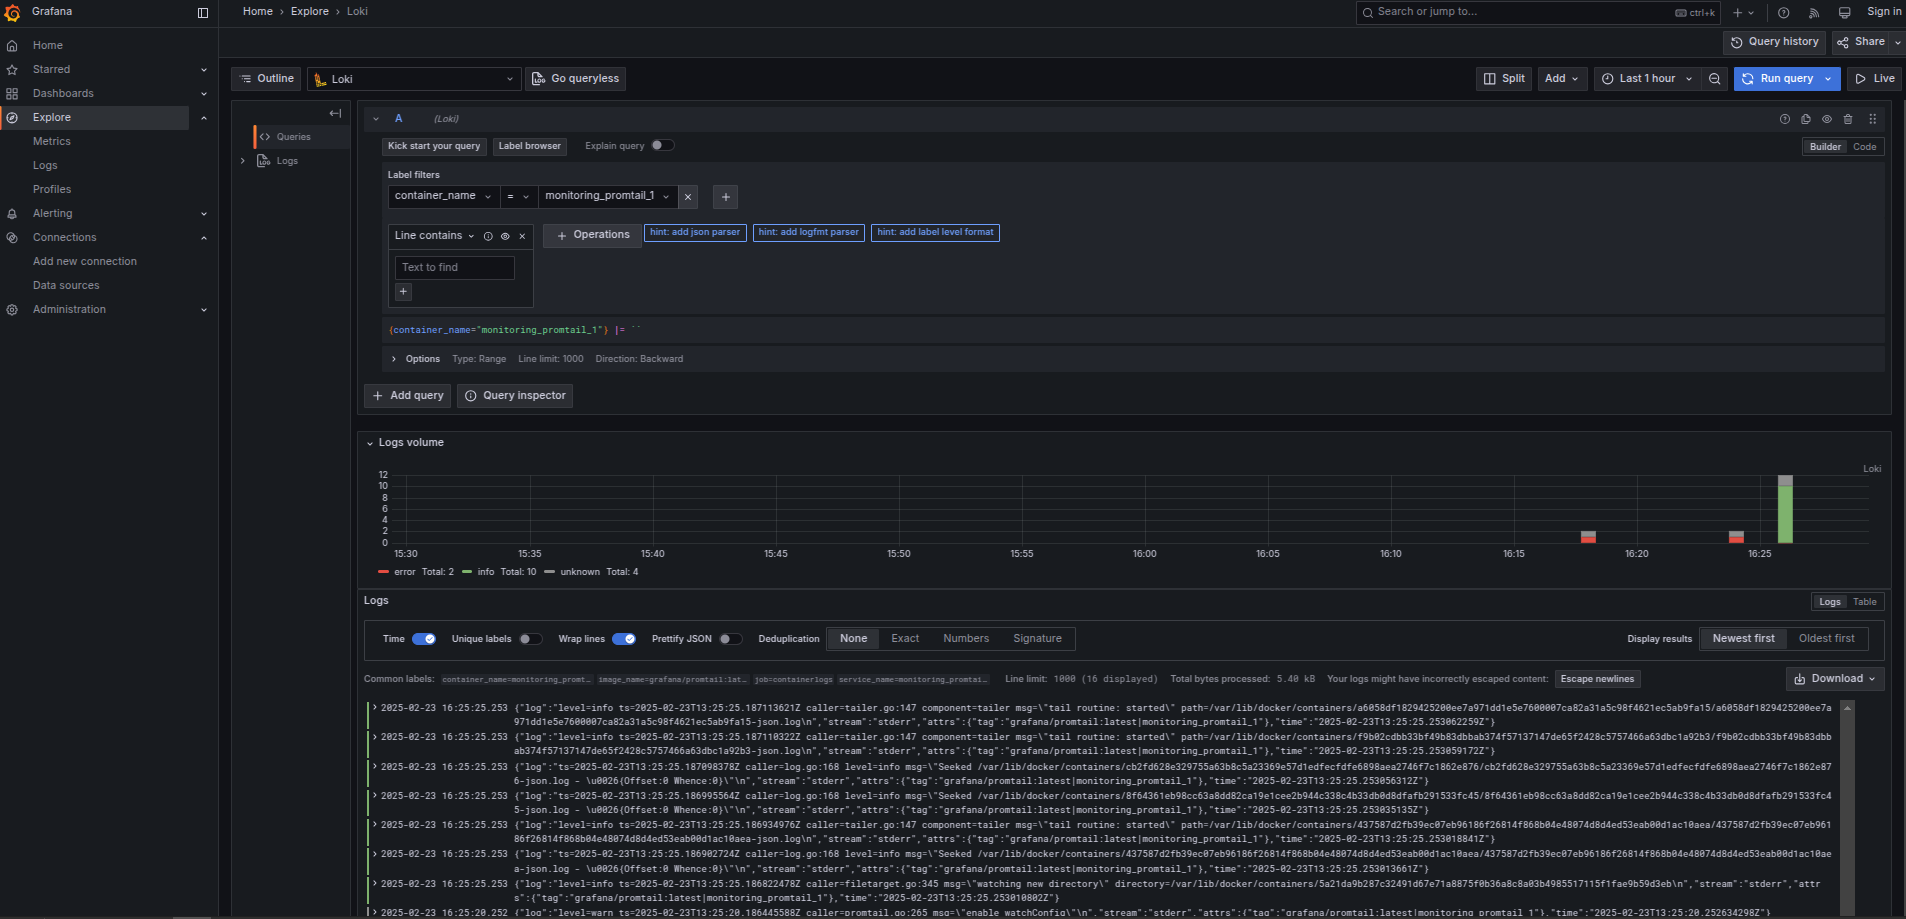 Grafana
Home › Explore › Loki
Search or jump to...
ctrl+k
Sign in
Query history
Share
Home
Starred
Dashboards
Explore
Metrics
Logs
Profiles
Alerting
Connections
Add new connection
Data sources
Administration
Outline
Loki
Go queryless
Split
Add
Last 1 hour
Run query
Live
Queries
Logs
A (Loki)
Kick start your query
Label browser
Explain query
Builder
Code
Label filters
container_name = monitoring_promtail_1
Line contains
Operations
hint: add json parser
hint: add logfmt parser
hint: add label level format
Text to find
{container_name="monitoring_promtail_1"} |= ``
Options Type: Range Line limit: 1000 Direction: Backward
Add query
Query inspector
Logs volume
Loki
12
10
8
6
4
2
0
15:30 15:35 15:40 15:45 15:50 15:55 16:00 16:05 16:10 16:15 16:20 16:25
error Total: 2 info Total: 10 unknown Total: 4
Logs
Logs Table
Time Unique labels Wrap lines Prettify JSON Deduplication None Exact Numbers Signature
Display results Newest first Oldest first
Common labels: container_name=monitoring_promt… image_name=grafana/promtail:lat… job=containerlogs service_name=monitoring_promtai… Line limit: 1000 (16 displayed) Total bytes processed: 5.40 kB Your logs might have incorrectly escaped content: Escape newlines
Download
2025-02-23 16:25:25.253 {"log":"level=info ts=2025-02-23T13:25:25.187113621Z caller=tailer.go:147 component=tailer msg=\"tail routine: started\" path=/var/lib/docker/containers/a6058df1829425200ee7a971dd1e5e7600007ca82a31a5c98f4621ec5ab9fa15/a6058df1829425200ee7a
971dd1e5e7600007ca82a31a5c98f4621ec5ab9fa15-json.log\n","stream":"stderr","attrs":{"tag":"grafana/promtail:latest|monitoring_promtail_1"},"time":"2025-02-23T13:25:25.253062259Z"}
2025-02-23 16:25:25.253 {"log":"level=info ts=2025-02-23T13:25:25.187110322Z caller=tailer.go:147 component=tailer msg=\"tail routine: started\" path=/var/lib/docker/containers/f9b02cdbb33bf49b83dbbab374f57137147de65f2428c5757466a63dbc1a92b3/f9b02cdbb33bf49b83dbb
ab374f57137147de65f2428c5757466a63dbc1a92b3-json.log\n","stream":"stderr","attrs":{"tag":"grafana/promtail:latest|monitoring_promtail_1"},"time":"2025-02-23T13:25:25.253059172Z"}
2025-02-23 16:25:25.253 {"log":"ts=2025-02-23T13:25:25.187098378Z caller=log.go:168 level=info msg=\"Seeked /var/lib/docker/containers/cb2fd628e329755a63b8c5a23369e57d1edfecfdfe6898aea2746f7c1862e876/cb2fd628e329755a63b8c5a23369e57d1edfecfdfe6898aea2746f7c1862e87
6-json.log - \u0026{Offset:0 Whence:0}\"\n","stream":"stderr","attrs":{"tag":"grafana/promtail:latest|monitoring_promtail_1"},"time":"2025-02-23T13:25:25.253056312Z"}
2025-02-23 16:25:25.253 {"log":"ts=2025-02-23T13:25:25.186995564Z caller=log.go:168 level=info msg=\"Seeked /var/lib/docker/containers/8f64361eb98cc63a8dd82ca19e1cee2b944c338c4b33db0d8dfafb291533fc45/8f64361eb98cc63a8dd82ca19e1cee2b944c338c4b33db0d8dfafb291533fc4
5-json.log - \u0026{Offset:0 Whence:0}\"\n","stream":"stderr","attrs":{"tag":"grafana/promtail:latest|monitoring_promtail_1"},"time":"2025-02-23T13:25:25.253035135Z"}
2025-02-23 16:25:25.253 {"log":"level=info ts=2025-02-23T13:25:25.186934976Z caller=tailer.go:147 component=tailer msg=\"tail routine: started\" path=/var/lib/docker/containers/437587d2fb39ec07eb96186f26814f868b04e48074d8d4ed53eab00d1ac10aea/437587d2fb39ec07eb961
86f26814f868b04e48074d8d4ed53eab00d1ac10aea-json.log\n","stream":"stderr","attrs":{"tag":"grafana/promtail:latest|monitoring_promtail_1"},"time":"2025-02-23T13:25:25.253018841Z"}
2025-02-23 16:25:25.253 {"log":"ts=2025-02-23T13:25:25.186902724Z caller=log.go:168 level=info msg=\"Seeked /var/lib/docker/containers/437587d2fb39ec07eb96186f26814f868b04e48074d8d4ed53eab00d1ac10aea/437587d2fb39ec07eb96186f26814f868b04e48074d8d4ed53eab00d1ac10ae
a-json.log - \u0026{Offset:0 Whence:0}\"\n","stream":"stderr","attrs":{"tag":"grafana/promtail:latest|monitoring_promtail_1"},"time":"2025-02-23T13:25:25.253013661Z"}
2025-02-23 16:25:25.253 {"log":"level=info ts=2025-02-23T13:25:25.186822478Z caller=filetarget.go:345 msg=\"watching new directory\" directory=/var/lib/docker/containers/5a21da9b287c32491d67e71a8875f0b36a8c8a03b4985517115f1fae9b59d3eb\n","stream":"stderr","attr
s":{"tag":"grafana/promtail:latest|monitoring_promtail_1"},"time":"2025-02-23T13:25:25.253010802Z"}
2025-02-23 16:25:20.252 {"log":"level=warn ts=2025-02-23T13:25:20.186445588Z caller=promtail.go:265 msg=\"enable watchConfig\"\n","stream":"stderr","attrs":{"tag":"grafana/promtail:latest|monitoring_promtail_1"},"time":"2025-02-23T13:25:20.252634298Z"}